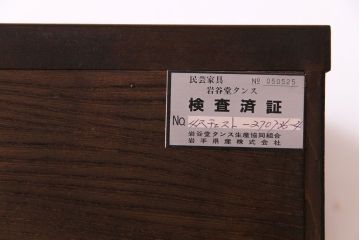 民芸家具 No 050525
岩谷堂タンス
検査済証
No.
岩谷堂タンス生産協同組合
岩手県産株式会社